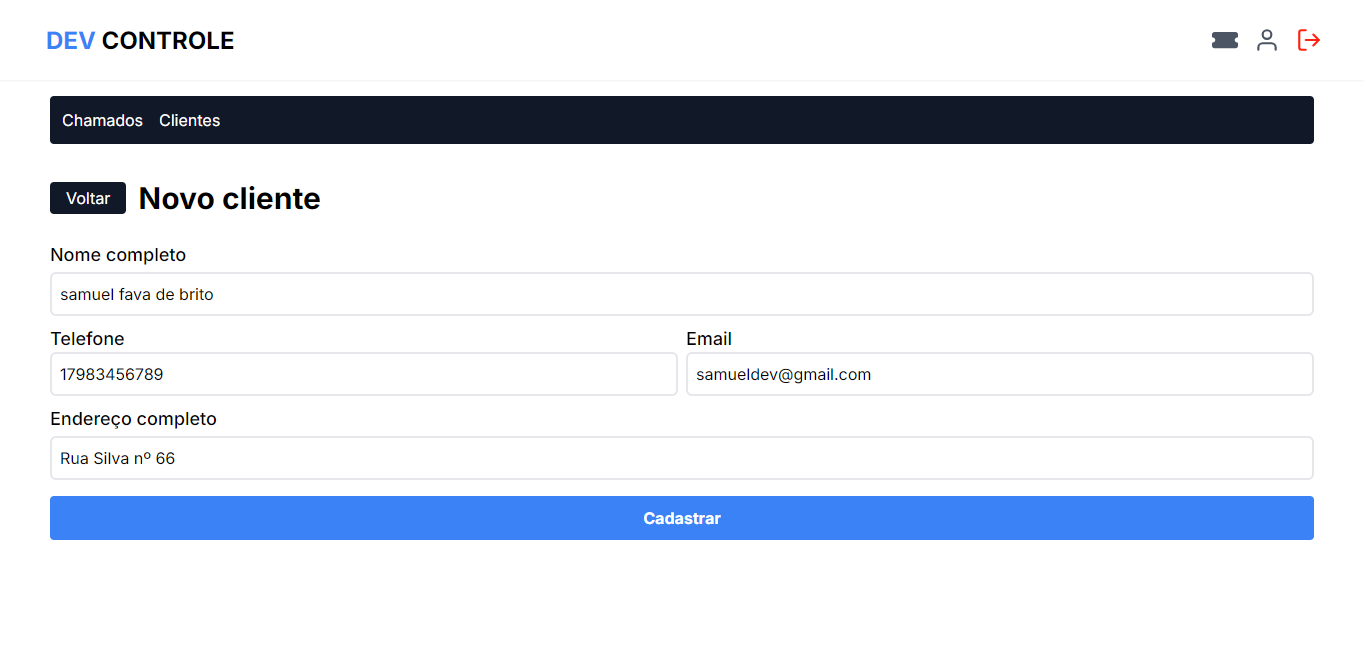 DEV CONTROLE
Chamados Clientes
Voltar Novo cliente
Nome completo
samuel fava de brito
Telefone Email
17983456789 samueldev@gmail.com
Endereço completo
Rua Silva nº 66
Cadastrar